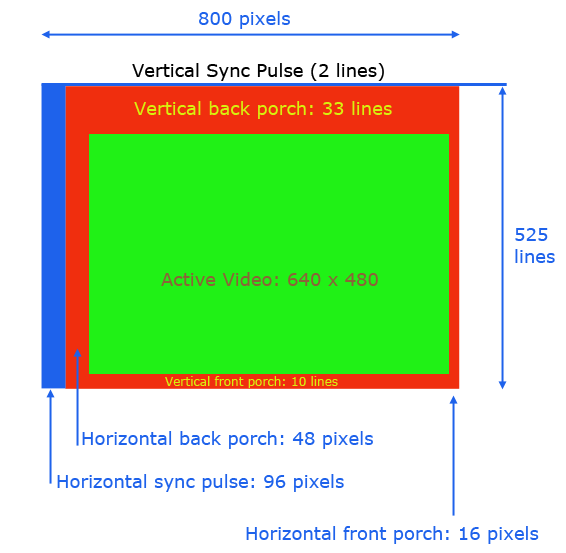 800 pixels
Vertical Sync Pulse (2 lines)
Vertical back porch: 33 lines
525
lines
Active Video: 640 x 480
Vertical front porch: 10 lines
Horizontal back porch: 48 pixels
Horizontal sync pulse: 96 pixels
Horizontal front porch: 16 pixels